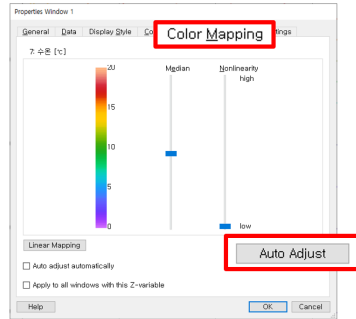 Properties Window 1
General Data Display Style Color Mapping
7: 수온 [℃]
Median Nonlinearity
20 high
15
10
5
0 low
Linear Mapping
Auto Adjust
Auto adjust automatically
Apply to all windows with this Z-variable
Help OK Cancel